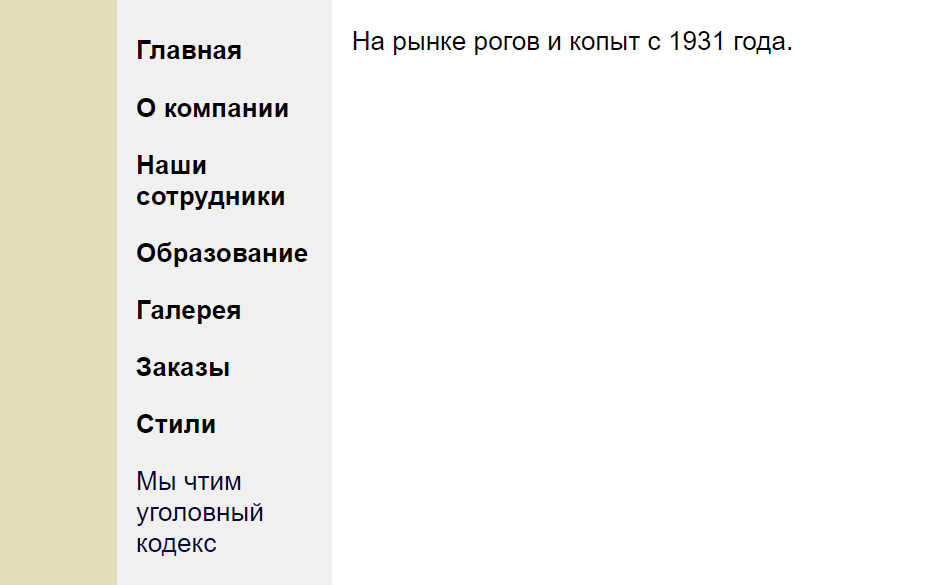 Главная
О компании
Наши
сотрудники
Образование
Галерея
Заказы
Стили
Мы чтим
уголовный
кодекс
На рынке рогов и копыт с 1931 года.